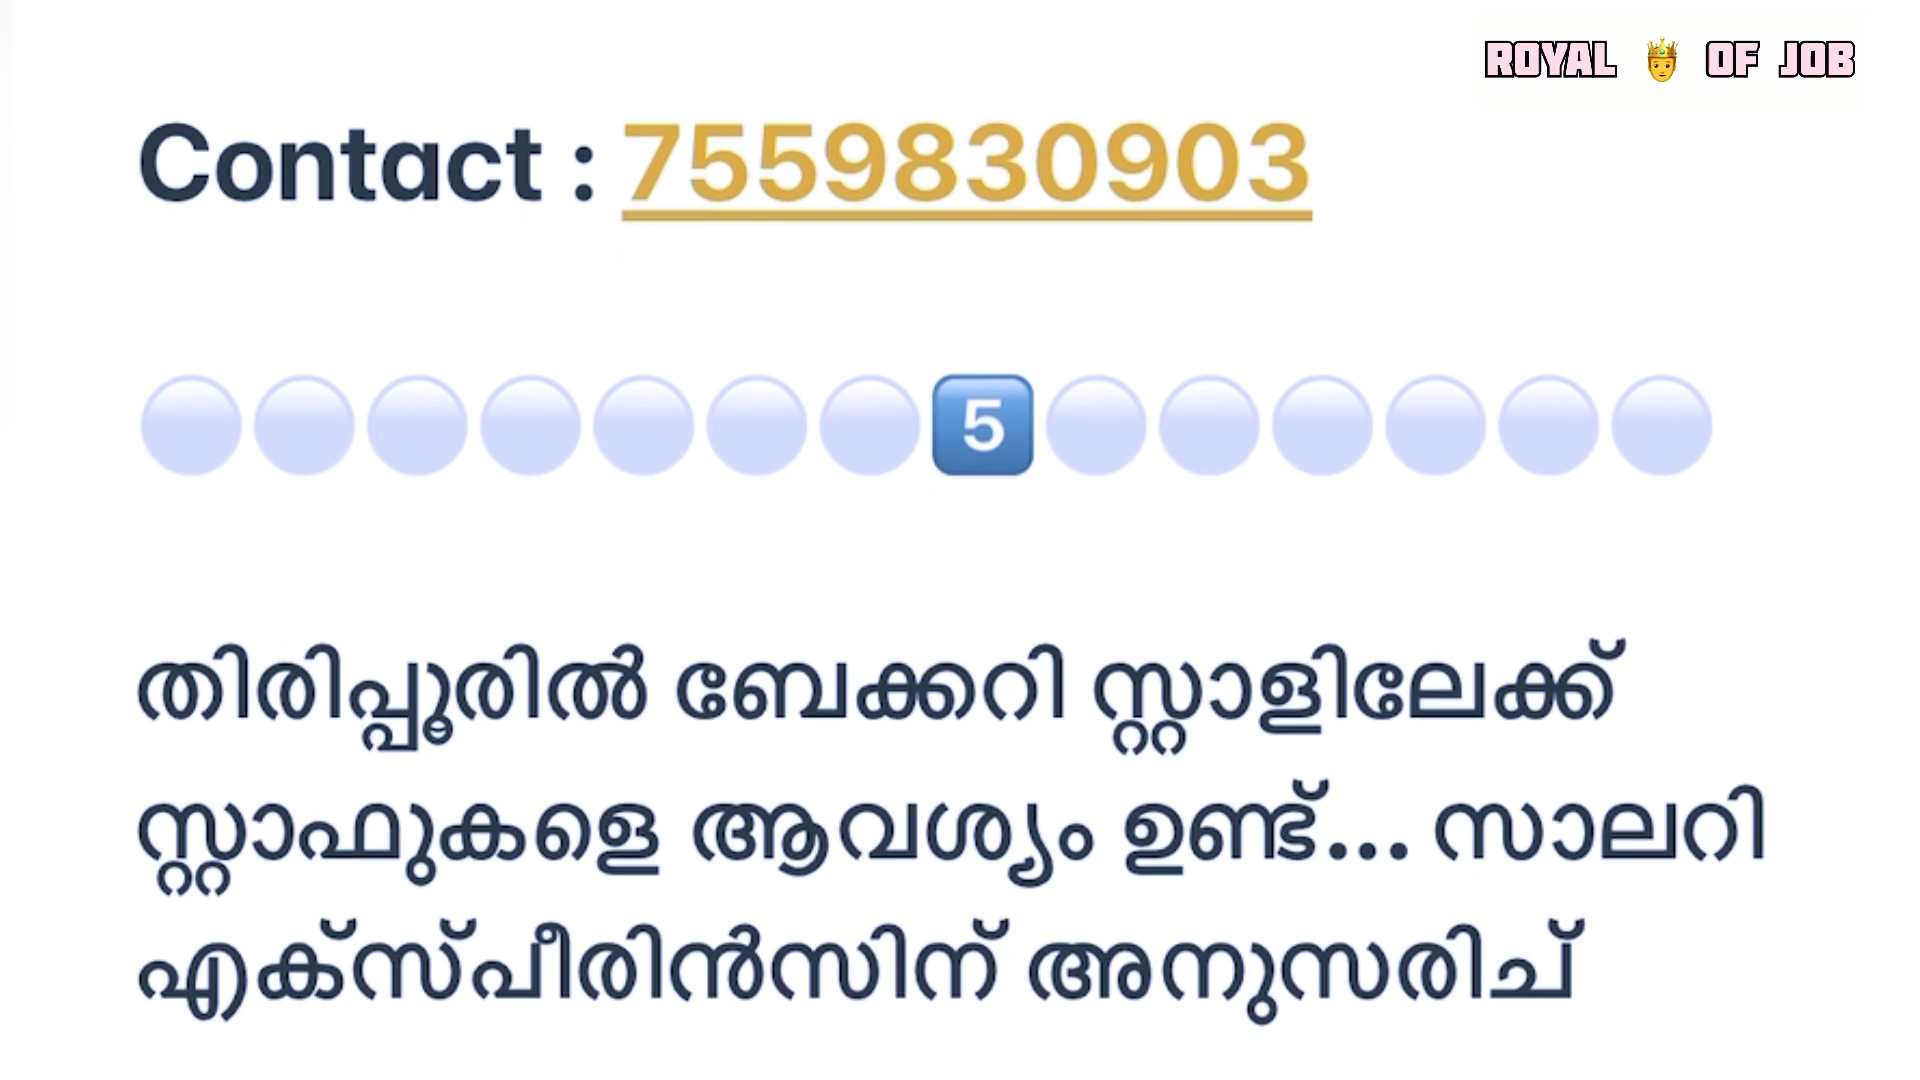 ROYAL 🤴 OF JOB
Contact : 7559830903
5
തിരിപ്പൂരിൽ ബേക്കറി സ്റ്റാളിലേക്ക്
സ്റ്റാഫുകളെ ആവശ്യം ഉണ്ട്... സാലറി
എക്സ്പീരിൻസിന് അനുസരിച്